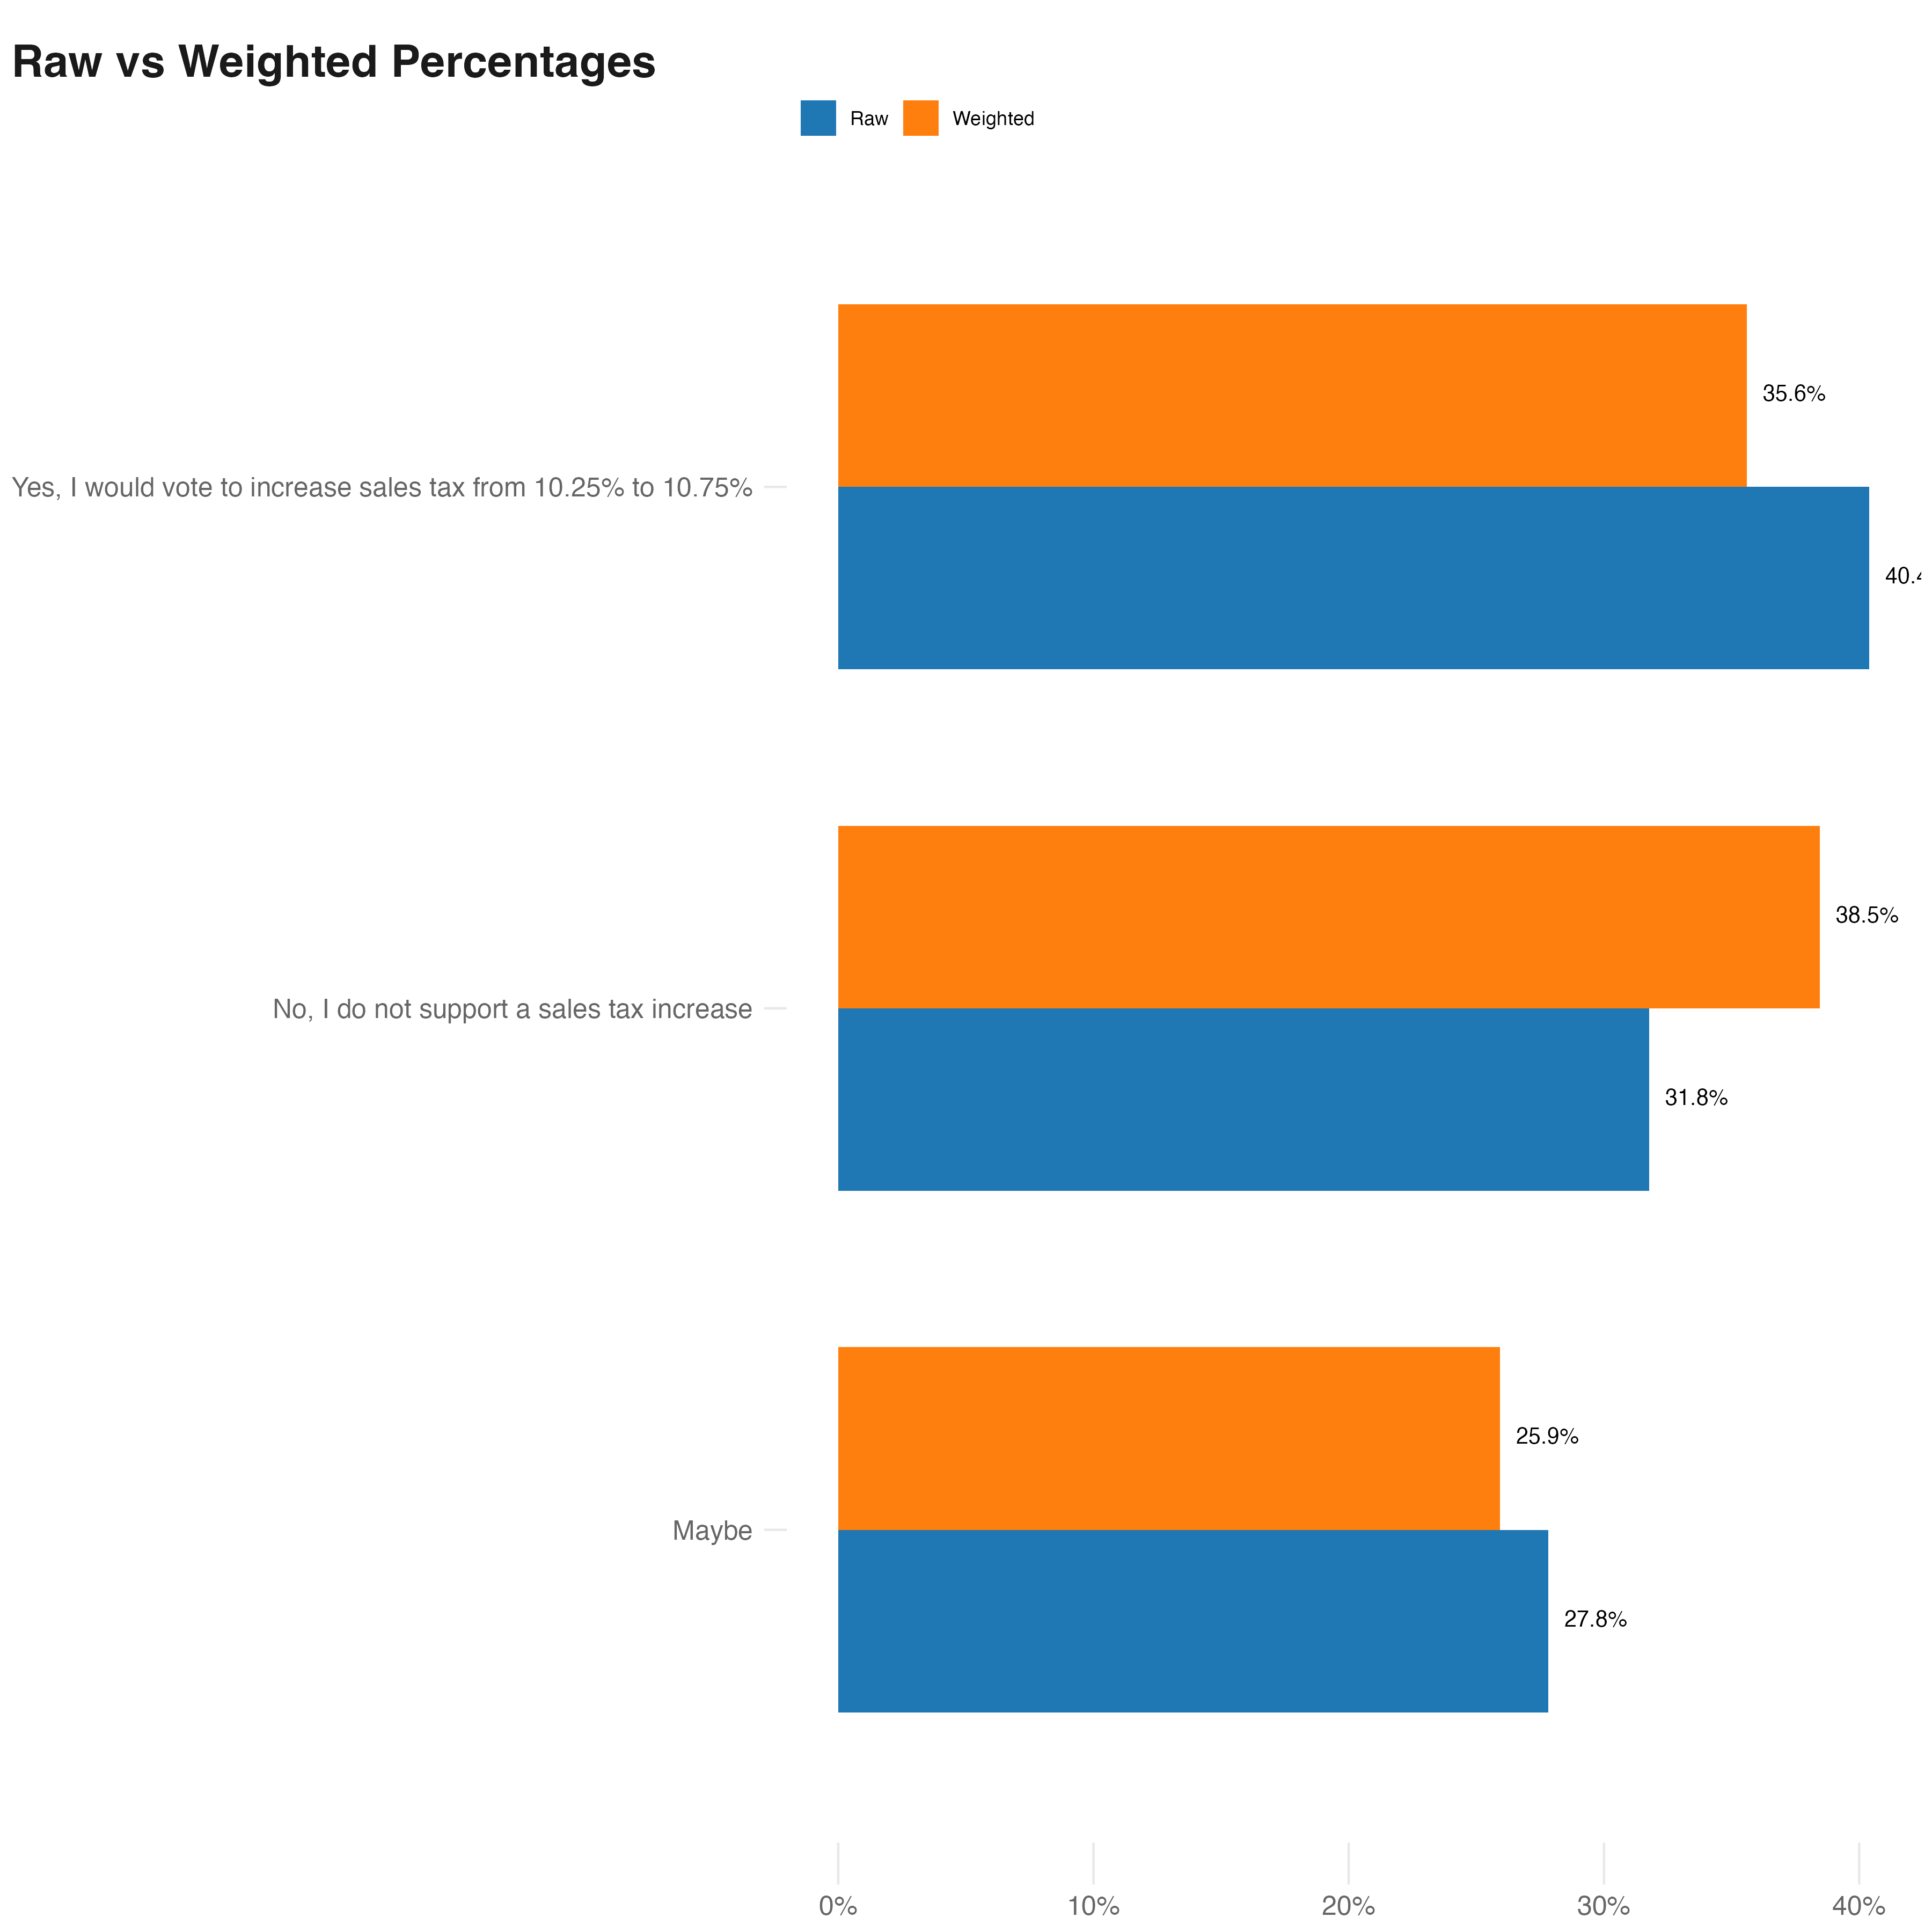 Raw vs Weighted Percentages
Raw Weighted
35.6%
Yes, I would vote to increase sales tax from 10.25% to 10.75%
40.4
38.5%
No, I do not support a sales tax increase
31.8%
25.9%
Maybe
27.8%
0% 10% 20% 30% 40%